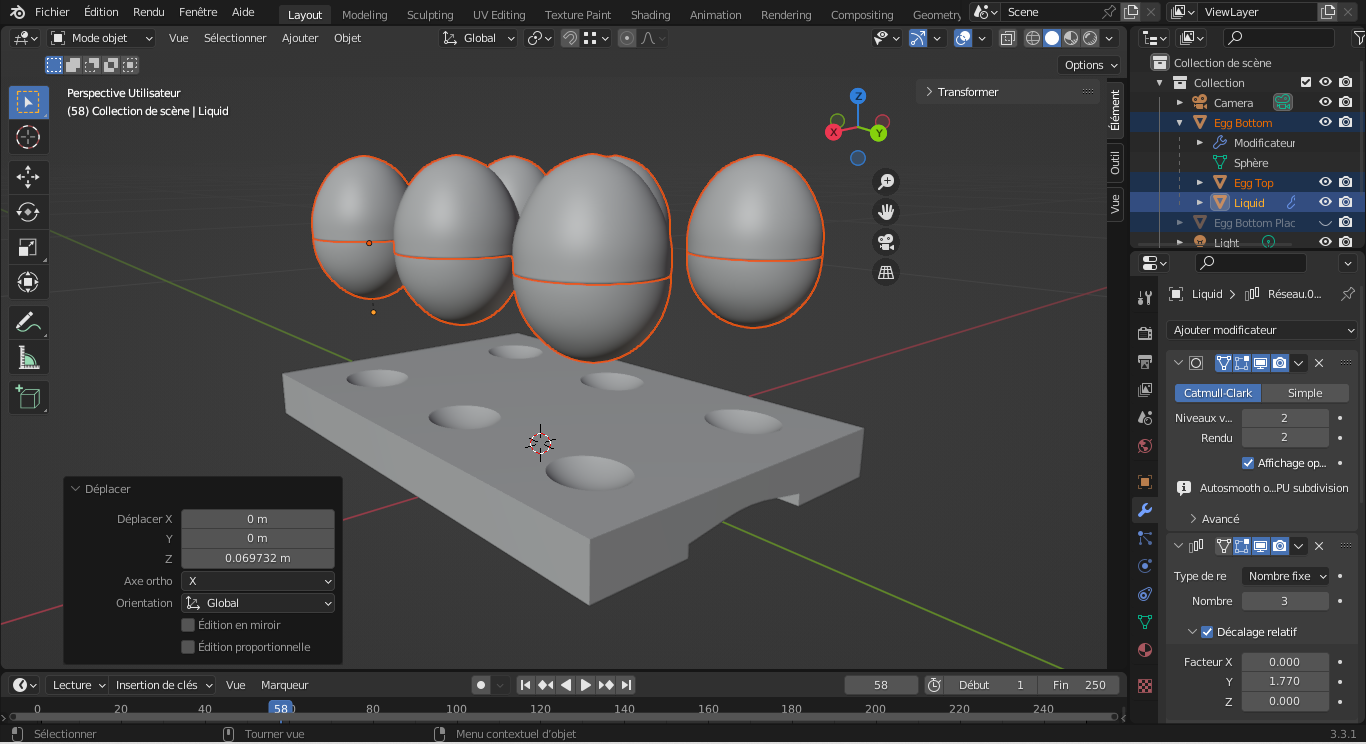 Fichier Édition Rendu Fenêtre Aide Layout Modeling Sculpting UV Editing Texture Paint Shading Animation Rendering Compositing Geometry Scene ViewLayer
Mode objet Vue Sélectionner Ajouter Objet Global
Options
Perspective Utilisateur
(58) Collection de scène | Liquid
Transformer
Élément
Outil
Vue
Z
X
Y
Collection de scène
Collection
Camera
Egg Bottom
Modificateur
Sphère
Egg Top
Liquid
Egg Bottom Plac
Light
Liquid Réseau.0...
Ajouter modificateur
Catmull-Clark Simple
Niveaux v... 2
Rendu 2
Affichage op...
Autosmooth o...PU subdivision
Avancé
Type de re Nombre fixe
Nombre 3
Décalage relatif
Facteur X 0.000
Y 1.770
Z 0.000
Déplacer
Déplacer X 0 m
Y 0 m
Z 0.069732 m
Axe ortho X
Orientation Global
Édition en miroir
Édition proportionnelle
Lecture Insertion de clés Vue Marqueur 58 Début 1 Fin 250
0 20 40 58 80 100 120 140 160 180 200 220 240
Sélectionner Tourner vue Menu contextuel d'objet 3.3.1